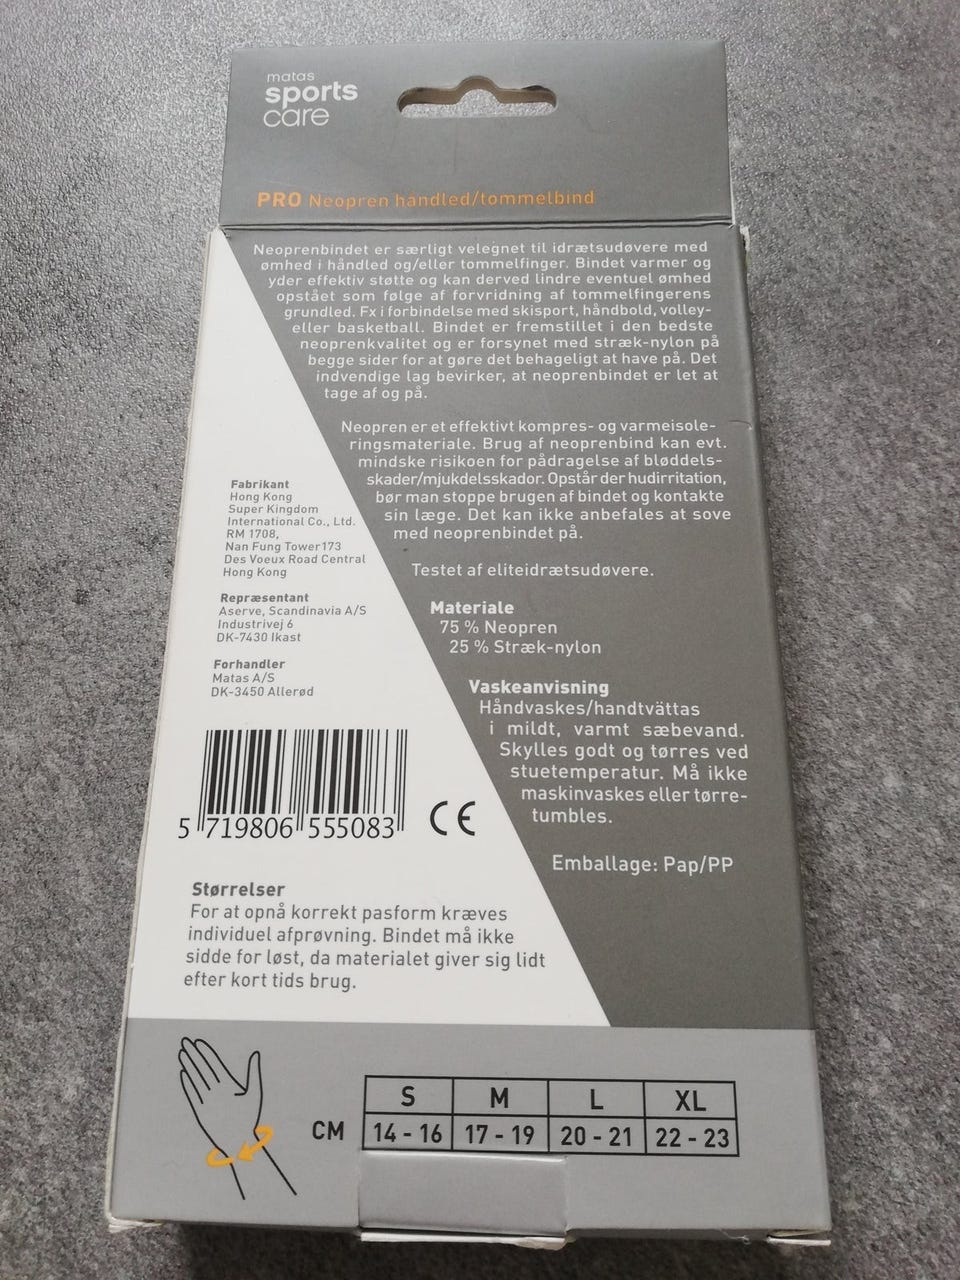 matas
sports
care
PRO Neopren håndled/tommelbind
Neoprenbindet er særligt velegnet til idrætsudøvere med
ømhed i håndled og/eller tommelfinger. Bindet varmer og
yder effektiv støtte og kan derved lindre eventuel ømhed
opstået som følge af forvridning af tommelfingerens
grundled. Fx i forbindelse med skisport, håndbold, volley-
eller basketball. Bindet er fremstillet i den bedste
neoprenkvalitet og er forsynet med stræk-nylon på
begge sider for at gøre det behageligt at have på. Det
indvendige lag bevirker, at neoprenbindet er let at
tage af og på.
Neopren er et effektivt kompres- og varmeisole-
ringsmateriale. Brug af neoprenbind kan evt.
mindske risikoen for pådragelse af bløddels-
skader/mjukdelsskador. Opstår der hudirritation,
bør man stoppe brugen af bindet og kontakte
sin læge. Det kan ikke anbefales at sove
med neoprenbindet på.
Testet af eliteidrætsudøvere.
Materiale
75 % Neopren
25 % Stræk-nylon
Vaskeanvisning
Håndvaskes/handtvättas
i mildt, varmt sæbevand.
Skylles godt og tørres ved
stuetemperatur. Må ikke
maskinvaskes eller tørre-
tumbles.
Emballage: Pap/PP
Fabrikant
Hong Kong
Super Kingdom
International Co., Ltd.
RM 1708,
Nan Fung Tower173
Des Voeux Road Central
Hong Kong
Repræsentant
Aserve, Scandinavia A/S
Industrivej 6
DK-7430 Ikast
Forhandler
Matas A/S
DK-3450 Allerød
5 719806 555083
CE
Størrelser
For at opnå korrekt pasform kræves
individuel afprøvning. Bindet må ikke
sidde for løst, da materialet giver sig lidt
efter kort tids brug.
S M L XL
CM 14 - 16 17 - 19 20 - 21 22 - 23